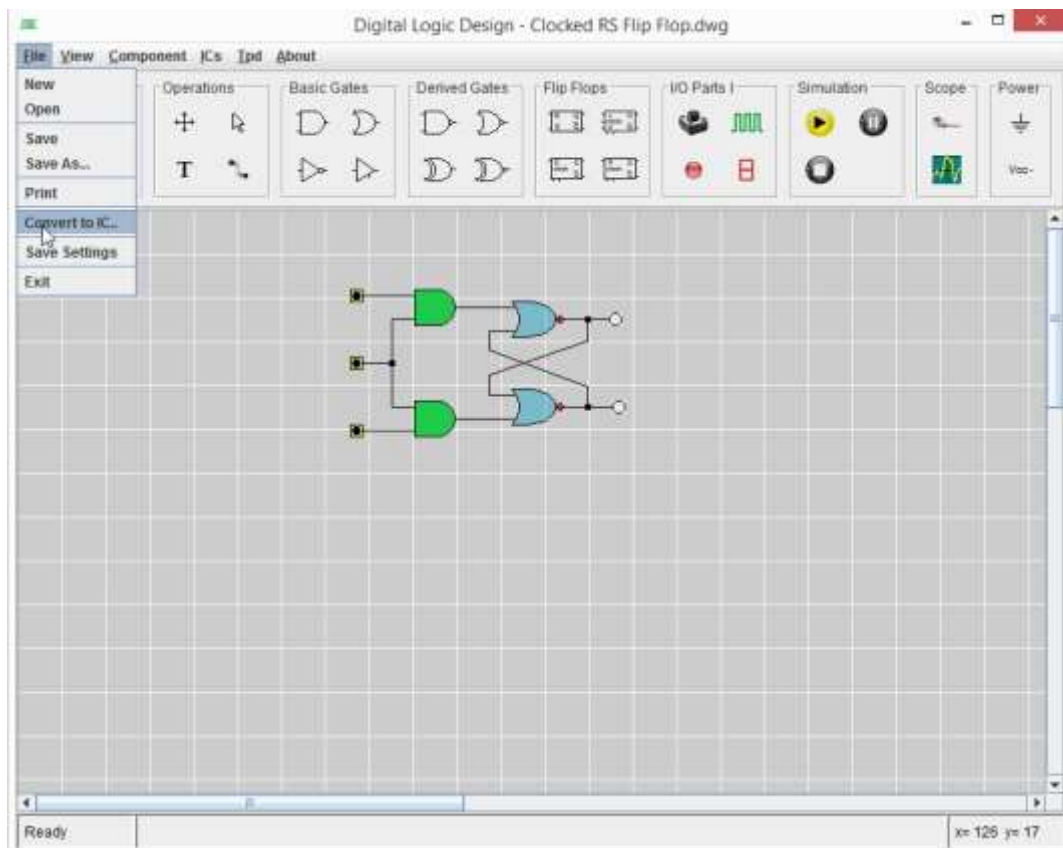 Digital Logic Design - Clocked RS Flip Flop.dwg
File View Component ICs Tpd About
New
Open
Save
Save As...
Print
Convert to IC..
Save Settings
Exit
Operations Basic Gates Derived Gates Flip Flops I/O Parts I Simulation Scope Power
T
Vcc-
Ready x= 126 y= 17